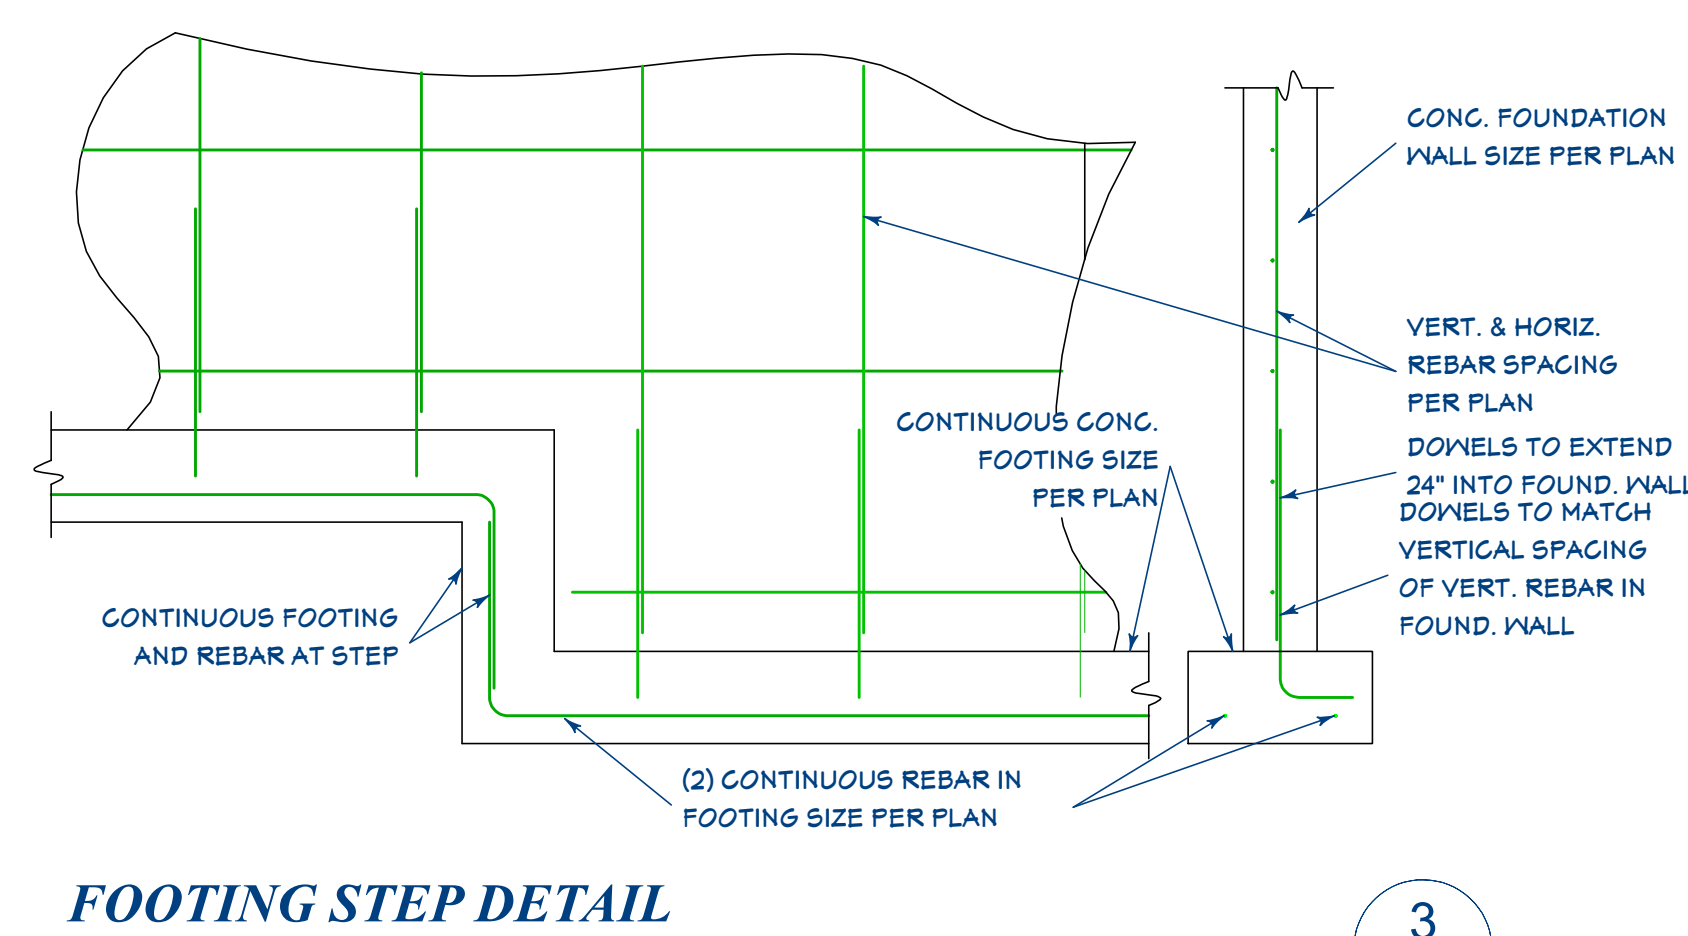 CONC. FOUNDATION
WALL SIZE PER PLAN
VERT. & HORIZ.
REBAR SPACING
PER PLAN
CONTINUOUS CONC.
FOOTING SIZE
PER PLAN
DOWELS TO EXTEND
24" INTO FOUND. WALL
DOWELS TO MATCH
VERTICAL SPACING
OF VERT. REBAR IN
FOUND. WALL
CONTINUOUS FOOTING
AND REBAR AT STEP
(2) CONTINUOUS REBAR IN
FOOTING SIZE PER PLAN
FOOTING STEP DETAIL
3